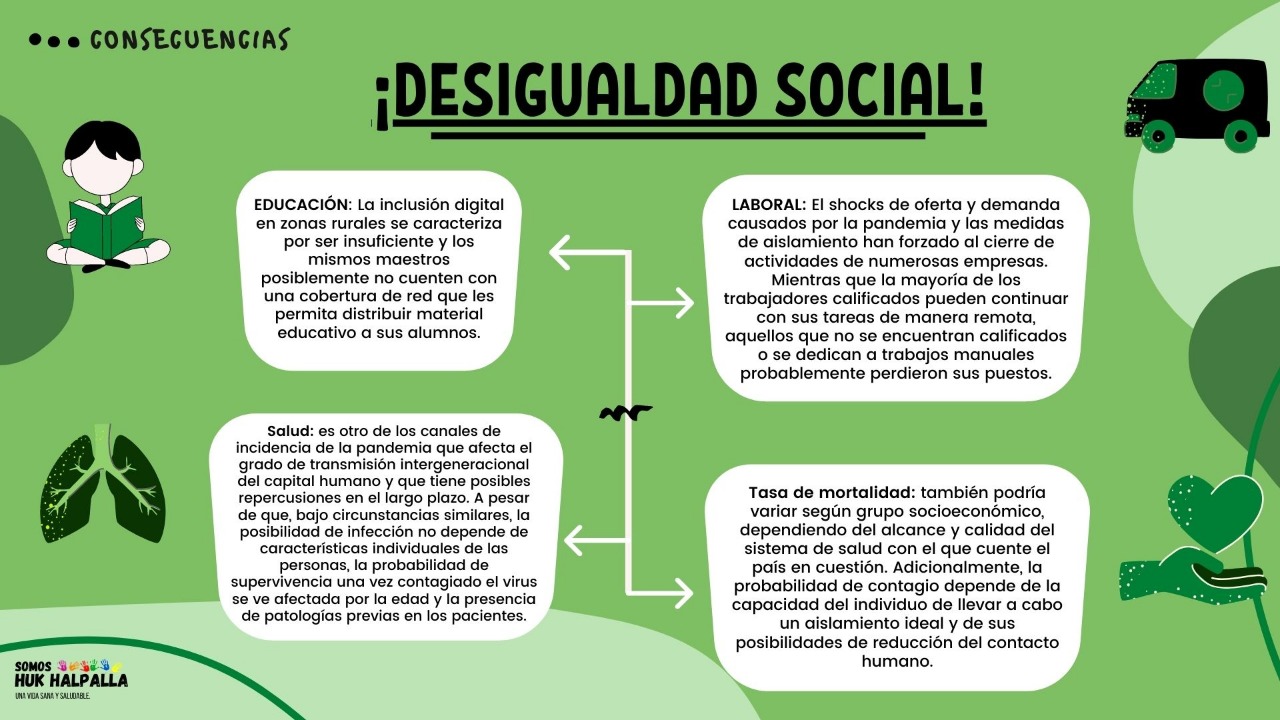 CONSECUENCIAS
¡DESIGUALDAD SOCIAL!
EDUCACIÓN: La inclusión digital
en zonas rurales se caracteriza
por ser insuficiente y los
mismos maestros
posiblemente no cuenten con
una cobertura de red que les
permita distribuir material
educativo a sus alumnos.
LABORAL: El shocks de oferta y demanda
causados por la pandemia y las medidas
de aislamiento han forzado al cierre de
actividades de numerosas empresas.
Mientras que la mayoría de los
trabajadores calificados pueden continuar
con sus tareas de manera remota,
aquellos que no se encuentran calificados
o se dedican a trabajos manuales
probablemente perdieron sus puestos.
Salud: es otro de los canales de
incidencia de la pandemia que afecta el
grado de transmisión intergeneracional
del capital humano y que tiene posibles
repercusiones en el largo plazo. A pesar
de que, bajo circunstancias similares, la
posibilidad de infección no depende de
características individuales de las
personas, la probabilidad de
supervivencia una vez contagiado el virus
se ve afectada por la edad y la presencia
de patologías previas en los pacientes.
Tasa de mortalidad: también podría
variar según grupo socioeconómico,
dependiendo del alcance y calidad del
sistema de salud con el que cuente el
país en cuestión. Adicionalmente, la
probabilidad de contagio depende de la
capacidad del individuo de llevar a cabo
un aislamiento ideal y de sus
posibilidades de reducción del contacto
humano.
SOMOS
HUK HALPALLA
UNA VIDA SANA Y SALUDABLE.